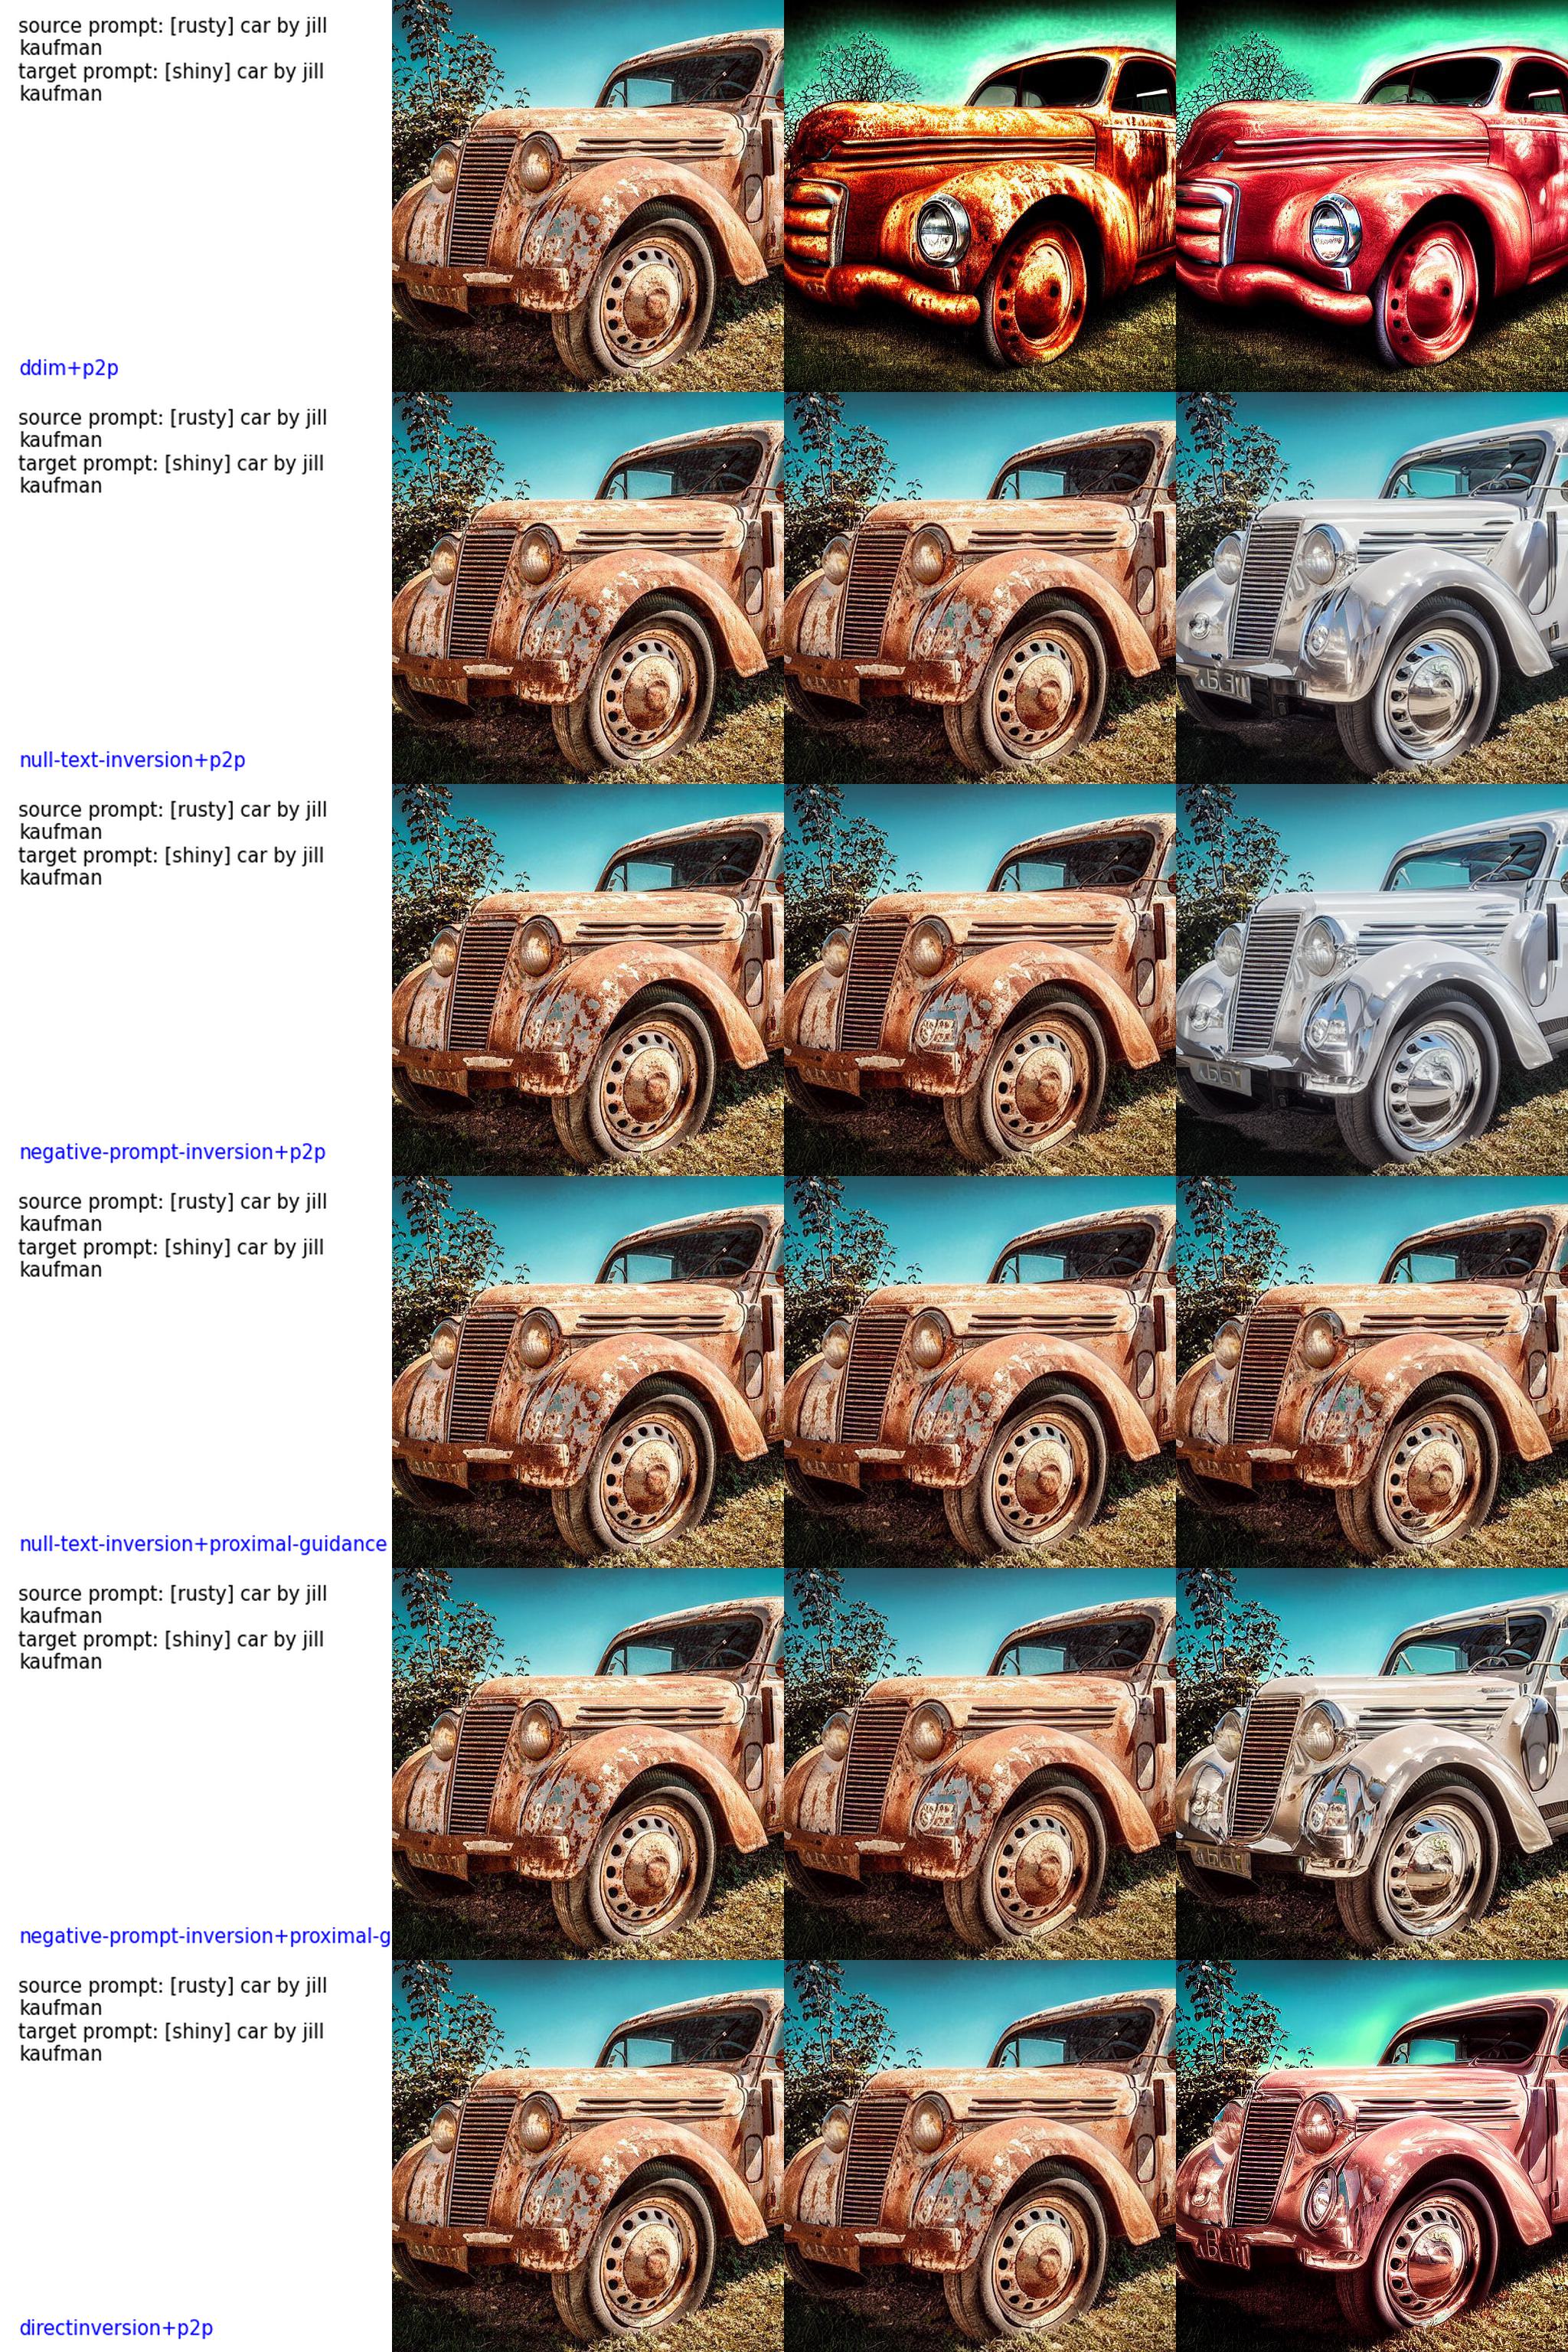 source prompt: [rusty] car by jill
kaufman
target prompt: [shiny] car by jill
kaufman
ddim+p2p
source prompt: [rusty] car by jill
kaufman
target prompt: [shiny] car by jill
kaufman
null-text-inversion+p2p
source prompt: [rusty] car by jill
kaufman
target prompt: [shiny] car by jill
kaufman
negative-prompt-inversion+p2p
source prompt: [rusty] car by jill
kaufman
target prompt: [shiny] car by jill
kaufman
null-text-inversion+proximal-guidance
source prompt: [rusty] car by jill
kaufman
target prompt: [shiny] car by jill
kaufman
negative-prompt-inversion+proximal-g
source prompt: [rusty] car by jill
kaufman
target prompt: [shiny] car by jill
kaufman
directinversion+p2p